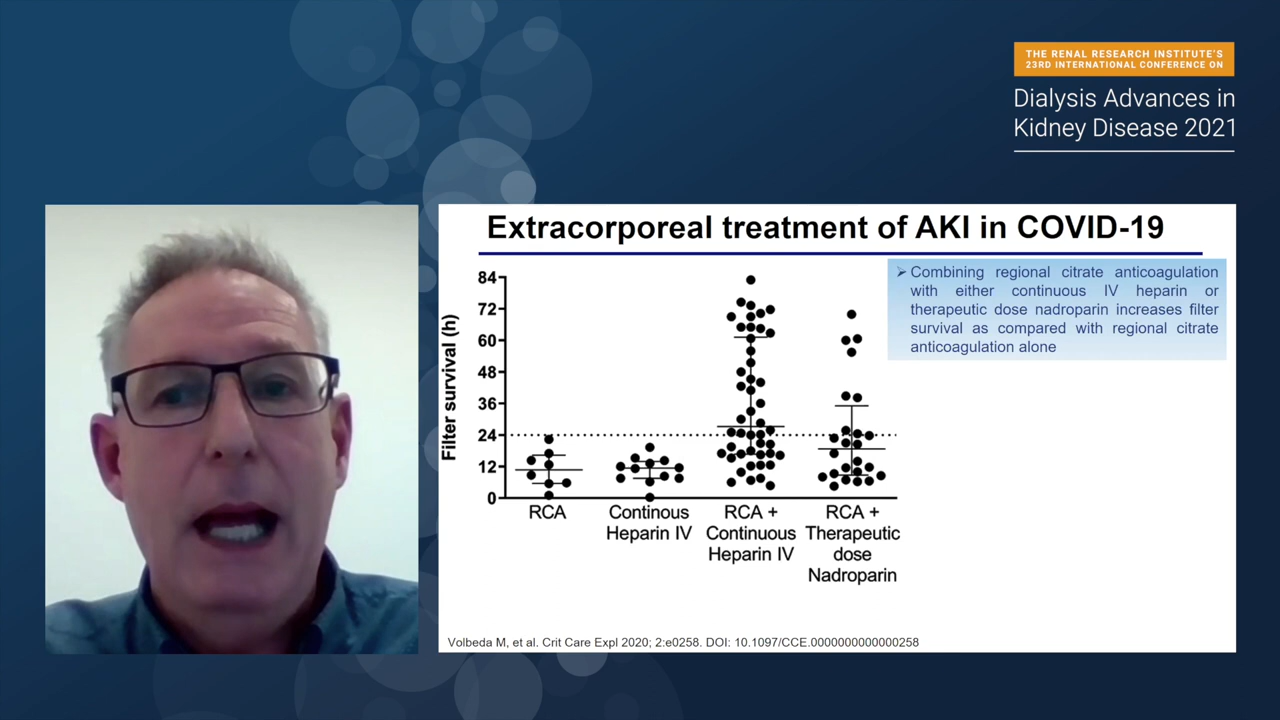 THE RENAL RESEARCH INSTITUTE'S
23RD INTERNATIONAL CONFERENCE ON
Dialysis Advances in
Kidney Disease 2021
Extracorporeal treatment of AKI in COVID-19
Combining regional citrate anticoagulation
with either continuous IV heparin or
therapeutic dose nadroparin increases filter
survival as compared with regional citrate
anticoagulation alone
Filter survival (h)
84
72
60
48
36
24
12
0
RCA
Continous
Heparin IV
RCA +
Continuous
Heparin IV
RCA +
Therapeutic
dose
Nadroparin
Volbeda M, et al. Crit Care Expl 2020; 2:e0258. DOI: 10.1097/CCE.0000000000000258